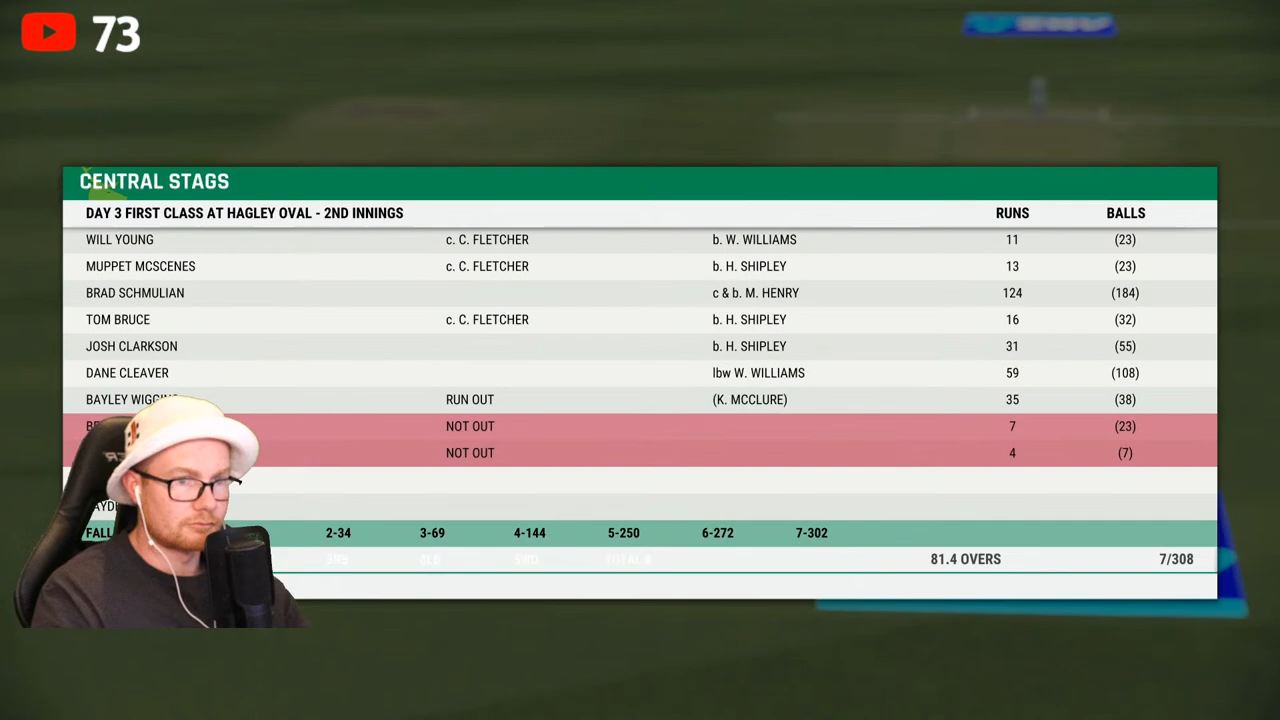 73
CENTRAL STAGS
DAY 3 FIRST CLASS AT HAGLEY OVAL - 2ND INNINGS RUNS BALLS
WILL YOUNG c. C. FLETCHER b. W. WILLIAMS 11 (23)
MUPPET MCSCENES c. C. FLETCHER b. H. SHIPLEY 13 (23)
BRAD SCHMULIAN c & b. M. HENRY 124 (184)
TOM BRUCE c. C. FLETCHER b. H. SHIPLEY 16 (32)
JOSH CLARKSON b. H. SHIPLEY 31 (55)
DANE CLEAVER lbw W. WILLIAMS 59 (108)
BAYLEY RUN OUT (K. MCCLURE) 35 (38)
NOT OUT 7 (23)
NOT OUT 4 (7)
FALL 2-34 3-69 4-144 5-250 6-272 7-302
81.4 OVERS 7/308